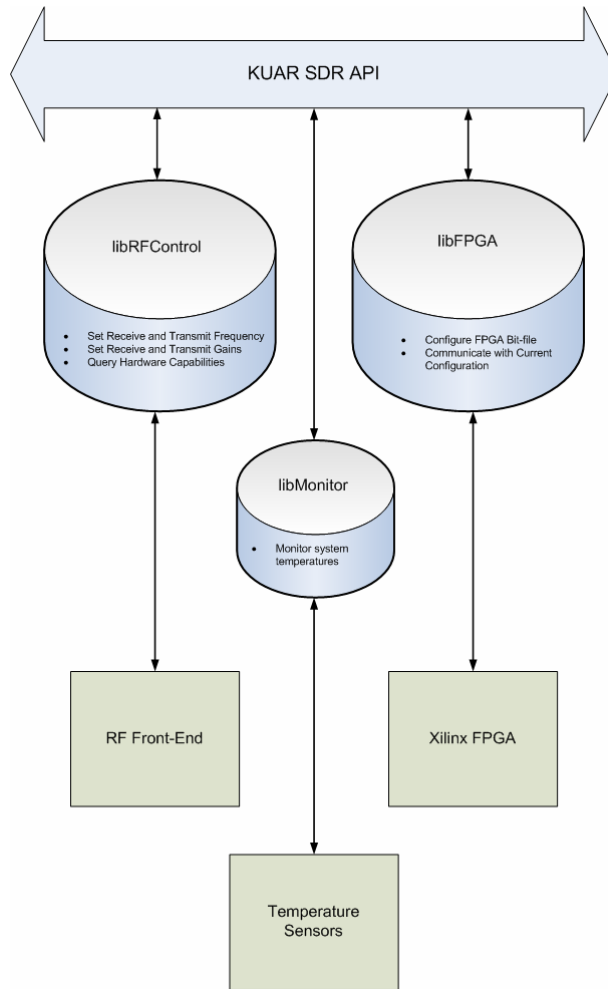 KUAR SDR API
libRFControl
• Set Receive and Transmit Frequency
• Set Receive and Transmit Gains
• Query Hardware Capabilities
libFPGA
• Configure FPGA Bit-file
• Communicate with Current
Configuration
libMonitor
• Monitor system
temperatures
RF Front-End
Xilinx FPGA
Temperature
Sensors